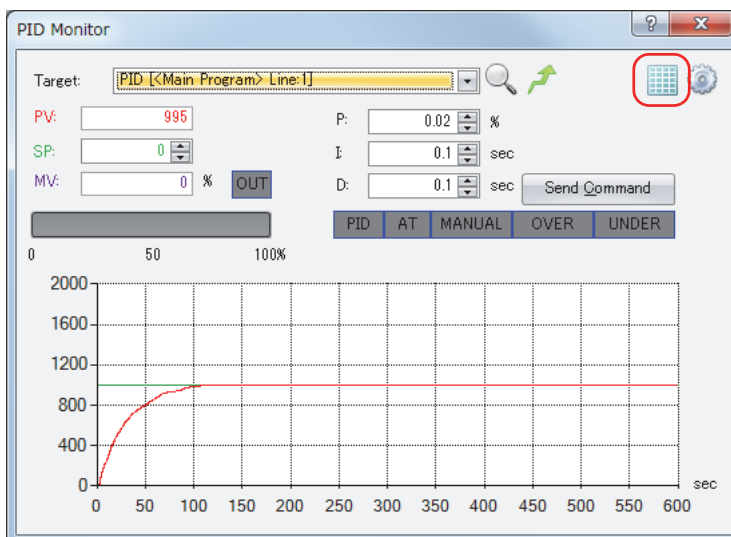 PID Monitor
?
x
Target: PID [<Main Program> Line:1]
PV: 995
P: 0.02 %
SP: 0
I: 0.1 sec
MV: 0 % OUT
D: 0.1 sec Send Command
PID AT MANUAL OVER UNDER
0 50 100%
2000
1600
1200
800
400
0
0 50 100 150 200 250 300 350 400 450 500 550 600
sec